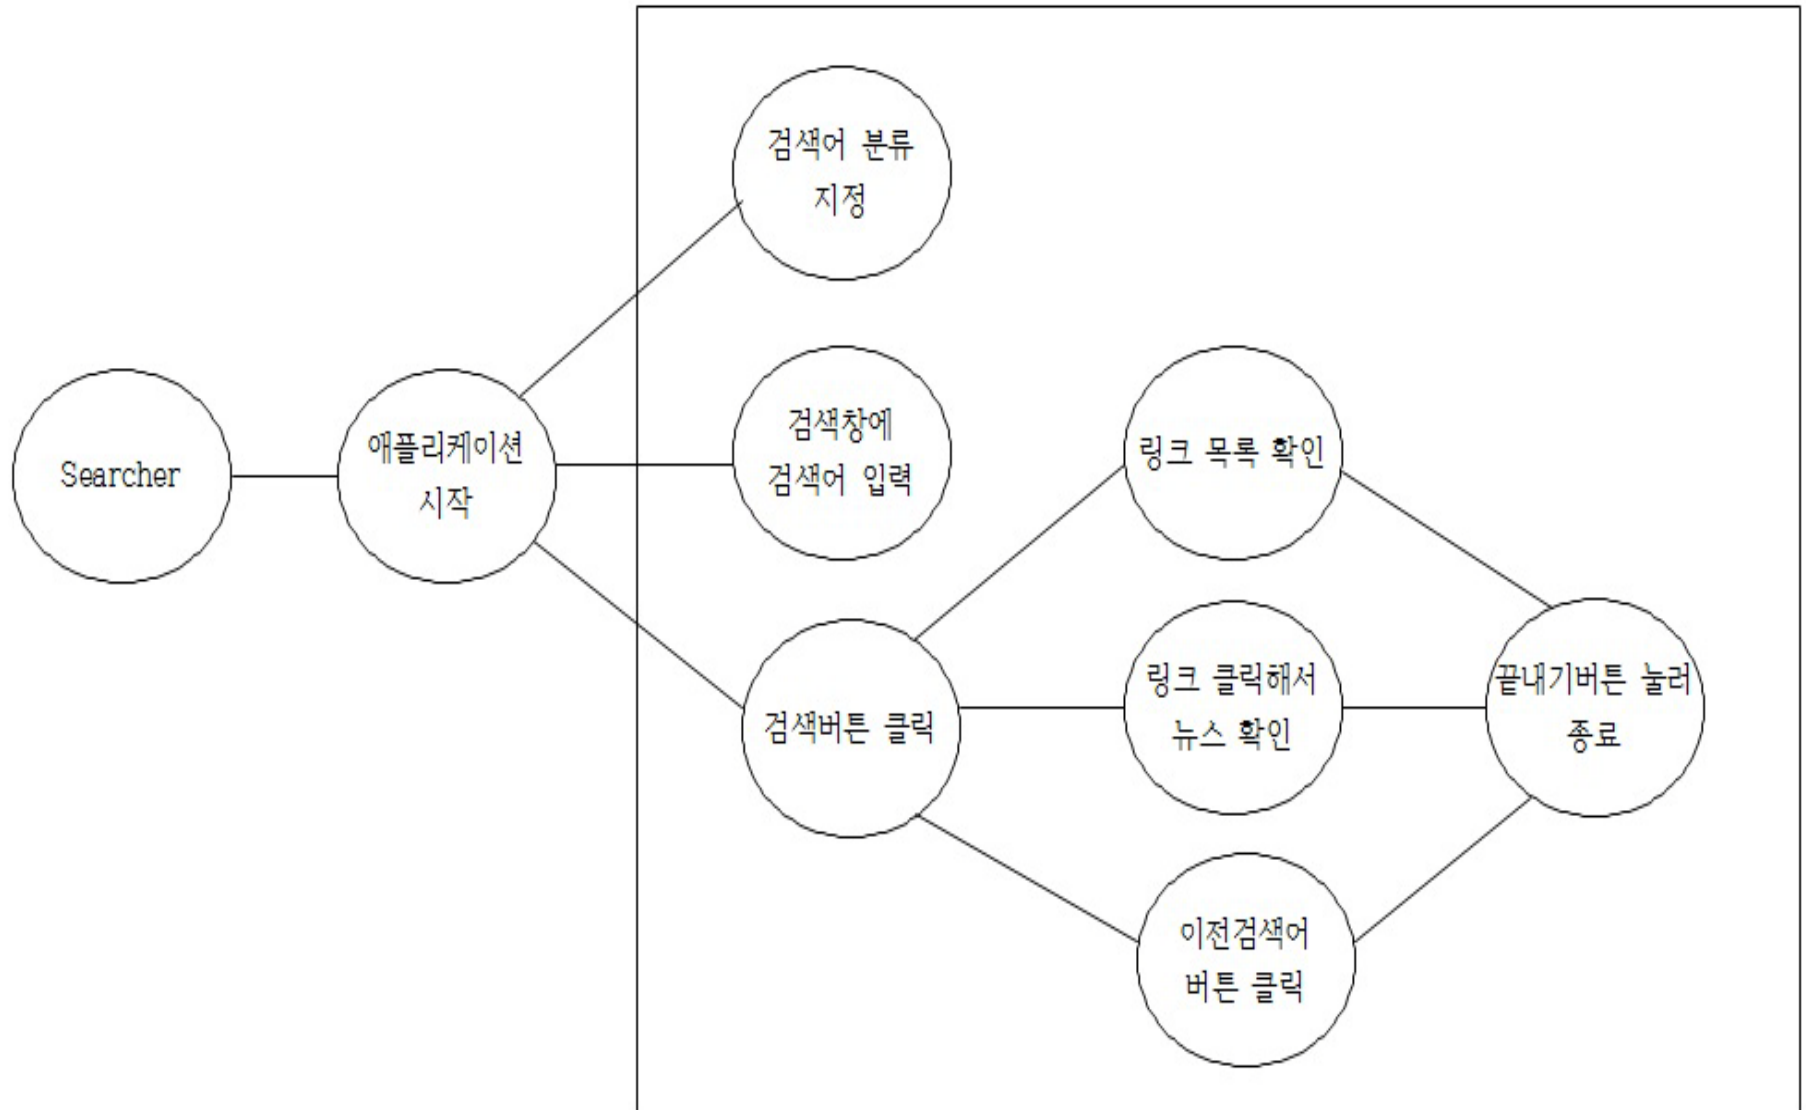 검색어 분류
지정
Searcher
애플리케이션
시작
검색창에
검색어 입력
링크 목록 확인
검색버튼 클릭
링크 클릭해서
뉴스 확인
끝내기버튼 눌러
종료
이전검색어
버튼 클릭